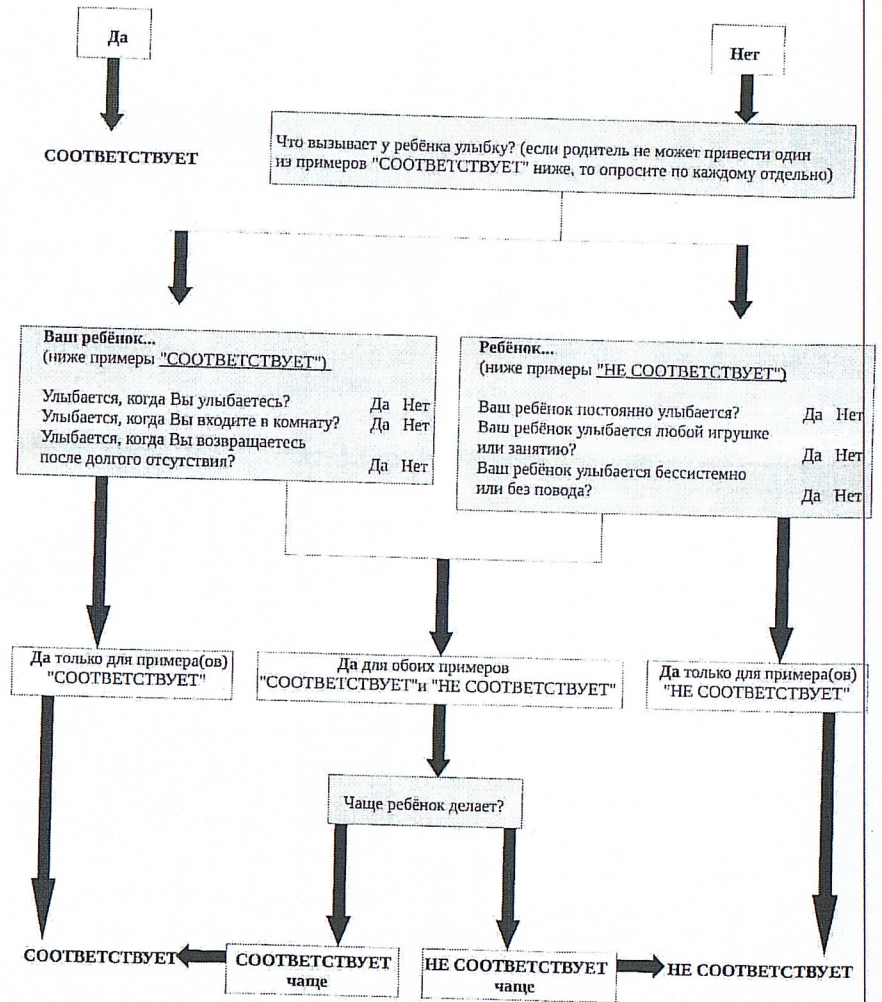 Да
Нет
СООТВЕТСТВУЕТ
Что вызывает у ребёнка улыбку? (если родитель не может привести один
из примеров "СООТВЕТСТВУЕТ" ниже, то опросите по каждому отдельно)
Ваш ребёнок...
(ниже примеры "СООТВЕТСТВУЕТ")
Улыбается, когда Вы улыбаетесь? Да Нет
Улыбается, когда Вы входите в комнату? Да Нет
Улыбается, когда Вы возвращаетесь
после долгого отсутствия? Да Нет
Ребёнок...
(ниже примеры "НЕ СООТВЕТСТВУЕТ")
Ваш ребёнок постоянно улыбается? Да Нет
Ваш ребёнок улыбается любой игрушке
или занятию? Да Нет
Ваш ребёнок улыбается бессистемно
или без повода? Да Нет
Да только для примера(ов)
"СООТВЕТСТВУЕТ"
Да для обоих примеров
"СООТВЕТСТВУЕТ"и "НЕ СООТВЕТСТВУЕТ"
Да только для примера(ов)
"НЕ СООТВЕТСТВУЕТ"
Чаще ребёнок делает?
СООТВЕТСТВУЕТ
СООТВЕТСТВУЕТ
чаще
НЕ СООТВЕТСТВУЕТ
чаще
НЕ СООТВЕТСТВУЕТ